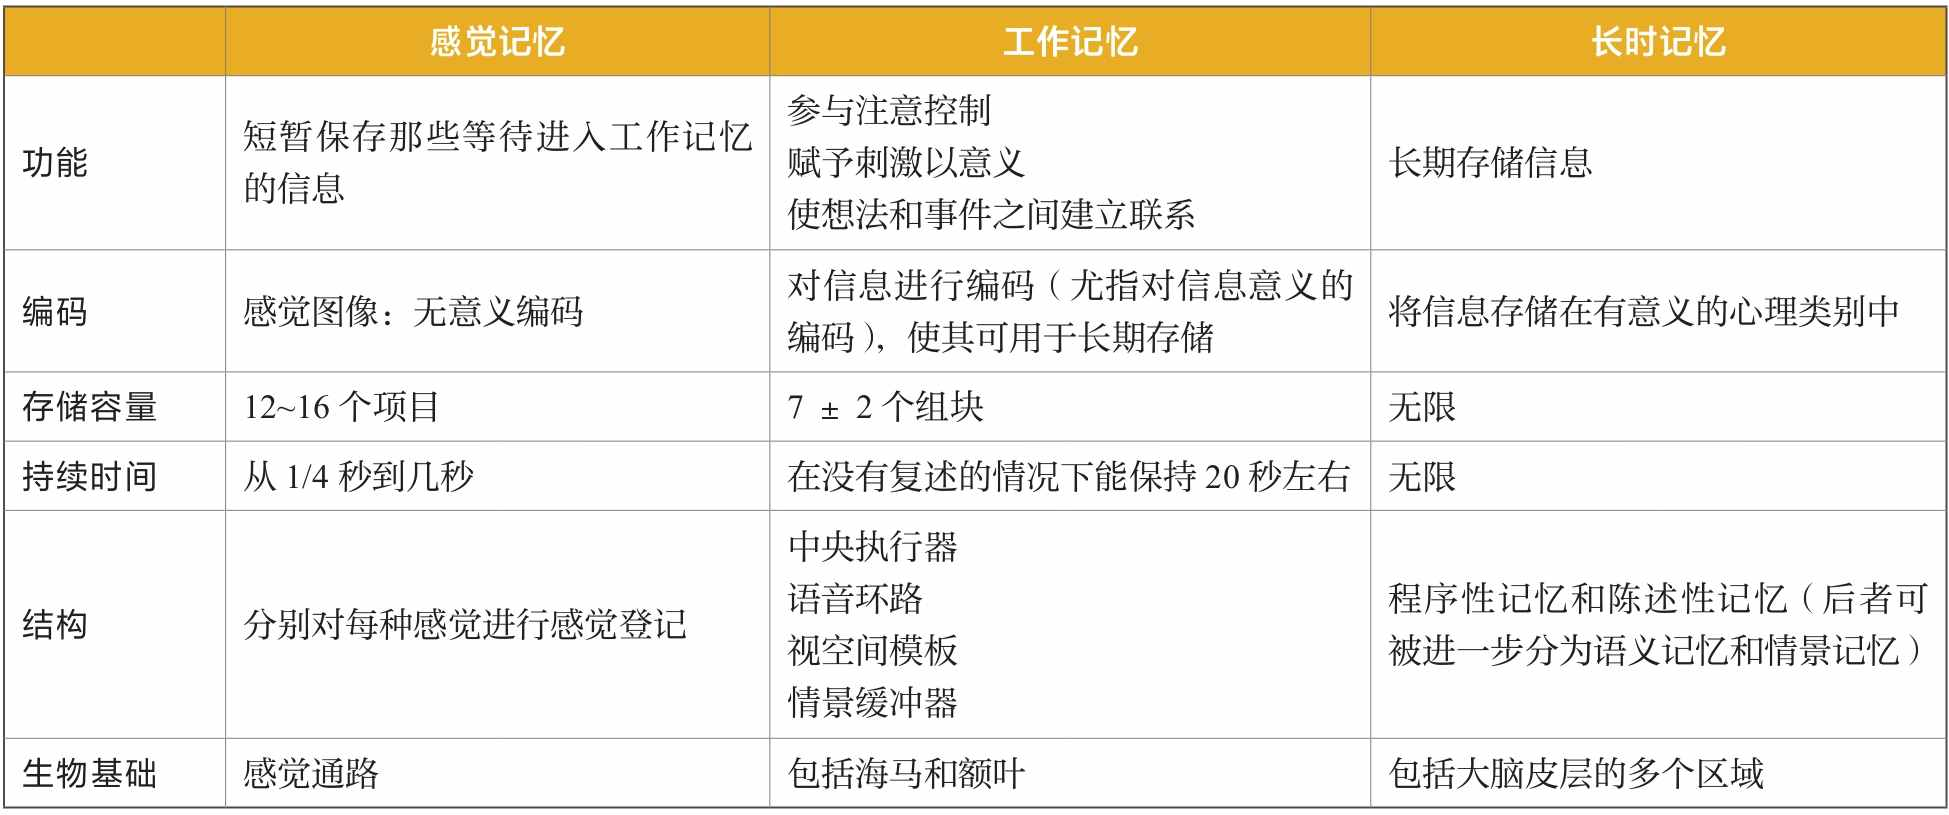 感觉记忆 工作记忆 长时记忆
功能
短暂保存那些等待进入工作记忆
的信息
参与注意控制
赋予刺激以意义
使想法和事件之间建立联系
长期存储信息
编码
感觉图像：无意义编码
对信息进行编码（尤指对信息意义的
编码），使其可用于长期存储
将信息存储在有意义的心理类别中
存储容量
12~16 个项目
7 ± 2 个组块
无限
持续时间
从 1/4 秒到几秒
在没有复述的情况下能保持 20 秒左右
无限
结构
分别对每种感觉进行感觉登记
中央执行器
语音环路
视空间模板
情景缓冲器
程序性记忆和陈述性记忆（后者可
被进一步分为语义记忆和情景记忆）
生物基础
感觉通路
包括海马和额叶
包括大脑皮层的多个区域